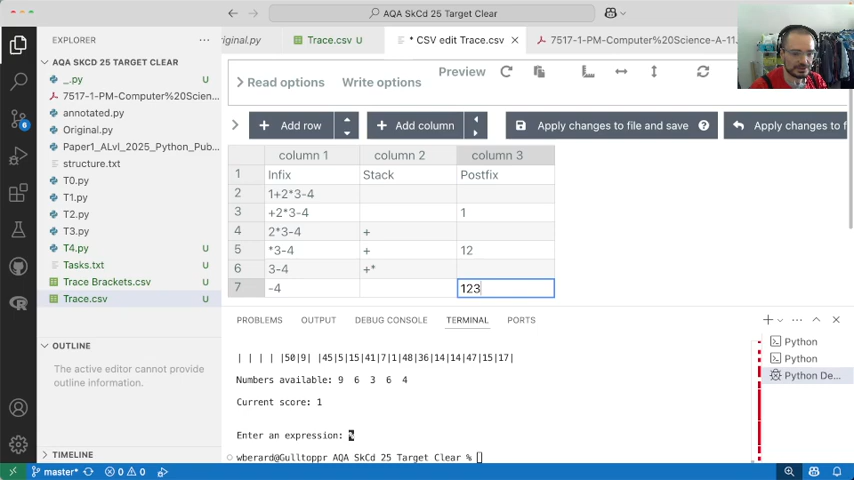 AQA SkCd 25 Target Clear
EXPLORER
riginal.py
Trace.csv U
* CSV edit Trace.csv
7517-1-PM-Computer%20Science-A-11.
AQA SKCD 25 TARGET CLEAR
_.py U
7517-1-PM-Computer%20Scien...
annotated.py
Original.py
Paper1_ALvl_2025_Python_Pub...
structure.txt
T0.py
T1.py
T2.py
T3.py
T4.py U
Tasks.txt U
Trace Brackets.csv U
Trace.csv U
OUTLINE
The active editor cannot provide
outline information.
TIMELINE
Read options
Write options
Preview
Add row
Add column
Apply changes to file and save
Apply changes to f
column 1 column 2 column 3
1 Infix Stack Postfix
2 1+2*3-4
3 +2*3-4 1
4 2*3-4 +
5 *3-4 + 12
6 3-4 +*
7 -4 123
PROBLEMS OUTPUT DEBUG CONSOLE TERMINAL PORTS
| | | | |50|9| |45|5|15|41|7|1|48|36|14|14|47|15|17|
Numbers available: 9 6 3 6 4
Current score: 1
Enter an expression:
wberard@Gulltoppr AQA SkCd 25 Target Clear %
Python
Python
Python De...
6
master*
0 0